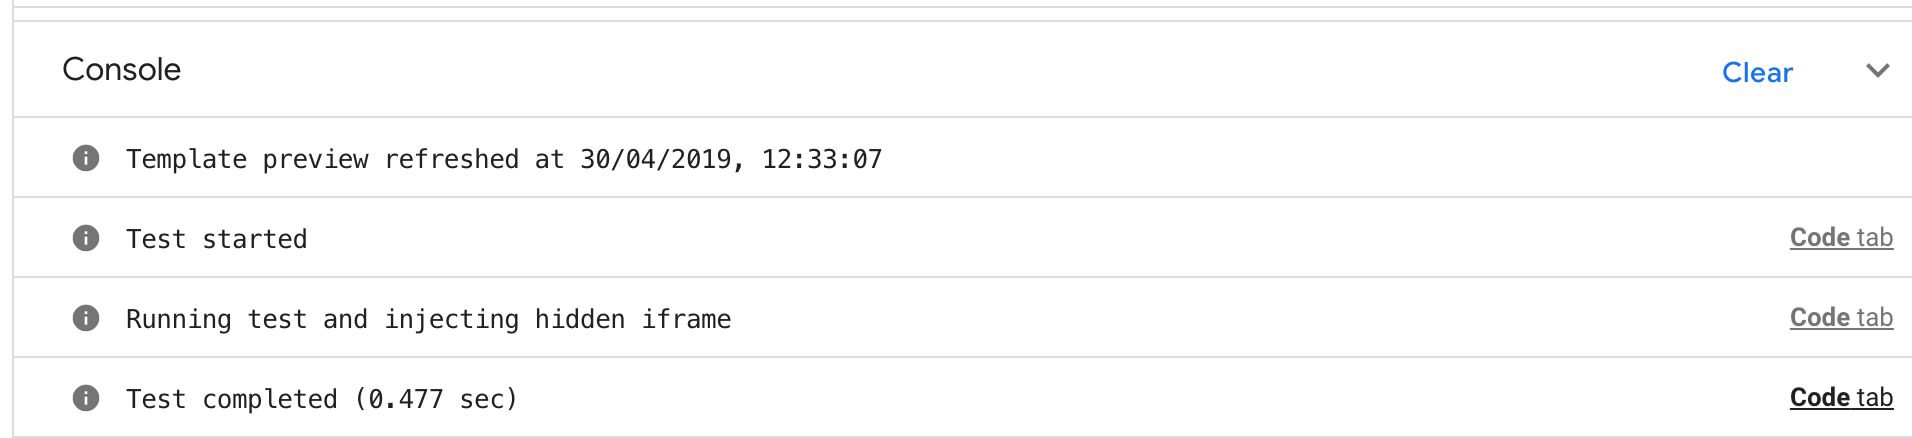 Console
Clear
Template preview refreshed at 30/04/2019, 12:33:07
Test started
Code tab
Running test and injecting hidden iframe
Code tab
Test completed (0.477 sec)
Code tab